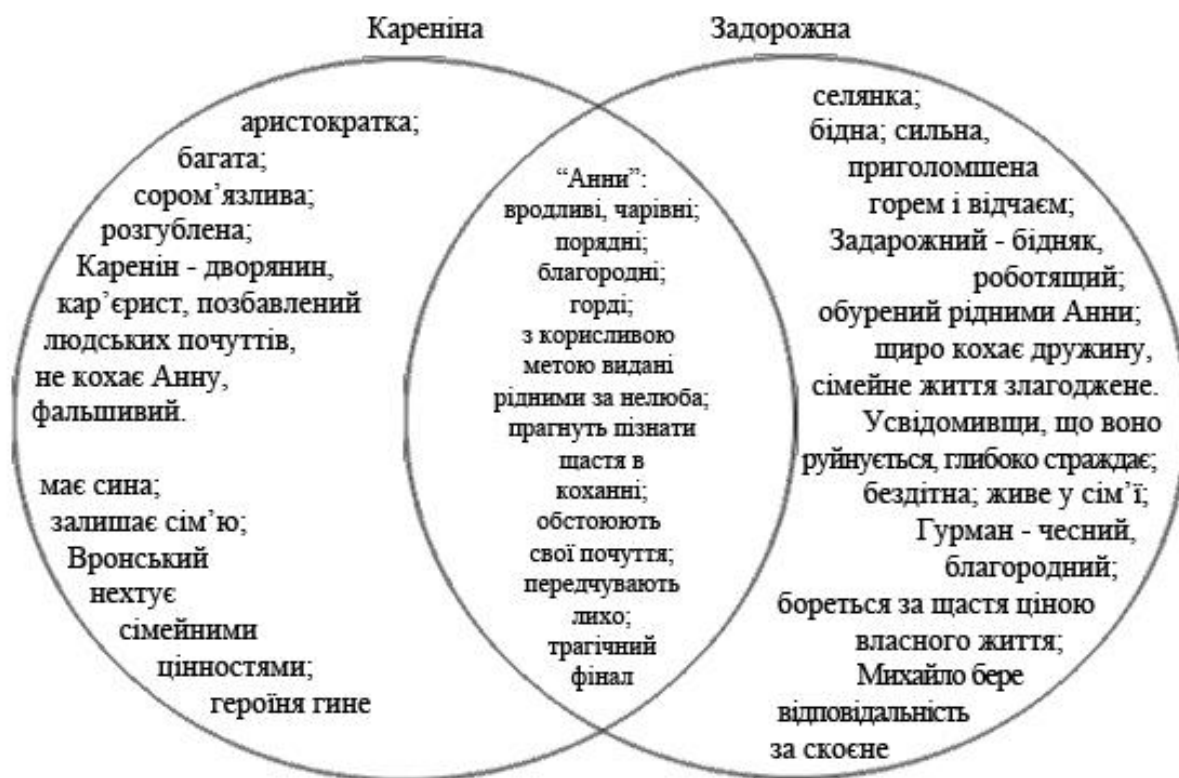 Кареніна
Задорожна
аристократка;
багата;
сором’язлива;
розгублена;
Каренін - дворянин,
кар’єрист, позбавлений
людських почуттів,
не кохає Анну,
фальшивий.
має сина;
залишає сім’ю;
Вронський
нехтує
сімейними
цінностями;
героїня гине
“Анни”:
вродливі, чарівні;
порядні;
благородні;
горді;
з корисливою
метою видані
рідними за нелюба;
прагнуть пізнати
щастя в
коханні;
обстоюють
свої почуття;
передчувають
лихо;
трагічний
фінал
селянка;
бідна; сильна,
приголомшена
горем і відчаєм;
Задарожний - бідняк,
роботящий;
обурений рідними Анни;
щиро кохає дружину,
сімейне життя злагоджене.
Усвідомивщи, що воно
руйнується, глибоко страждає;
бездітна; живе у сім’ї;
Гурман - чесний,
благородний;
бореться за щастя ціною
власного життя;
Михайло бере
відповідальність
за скоєне